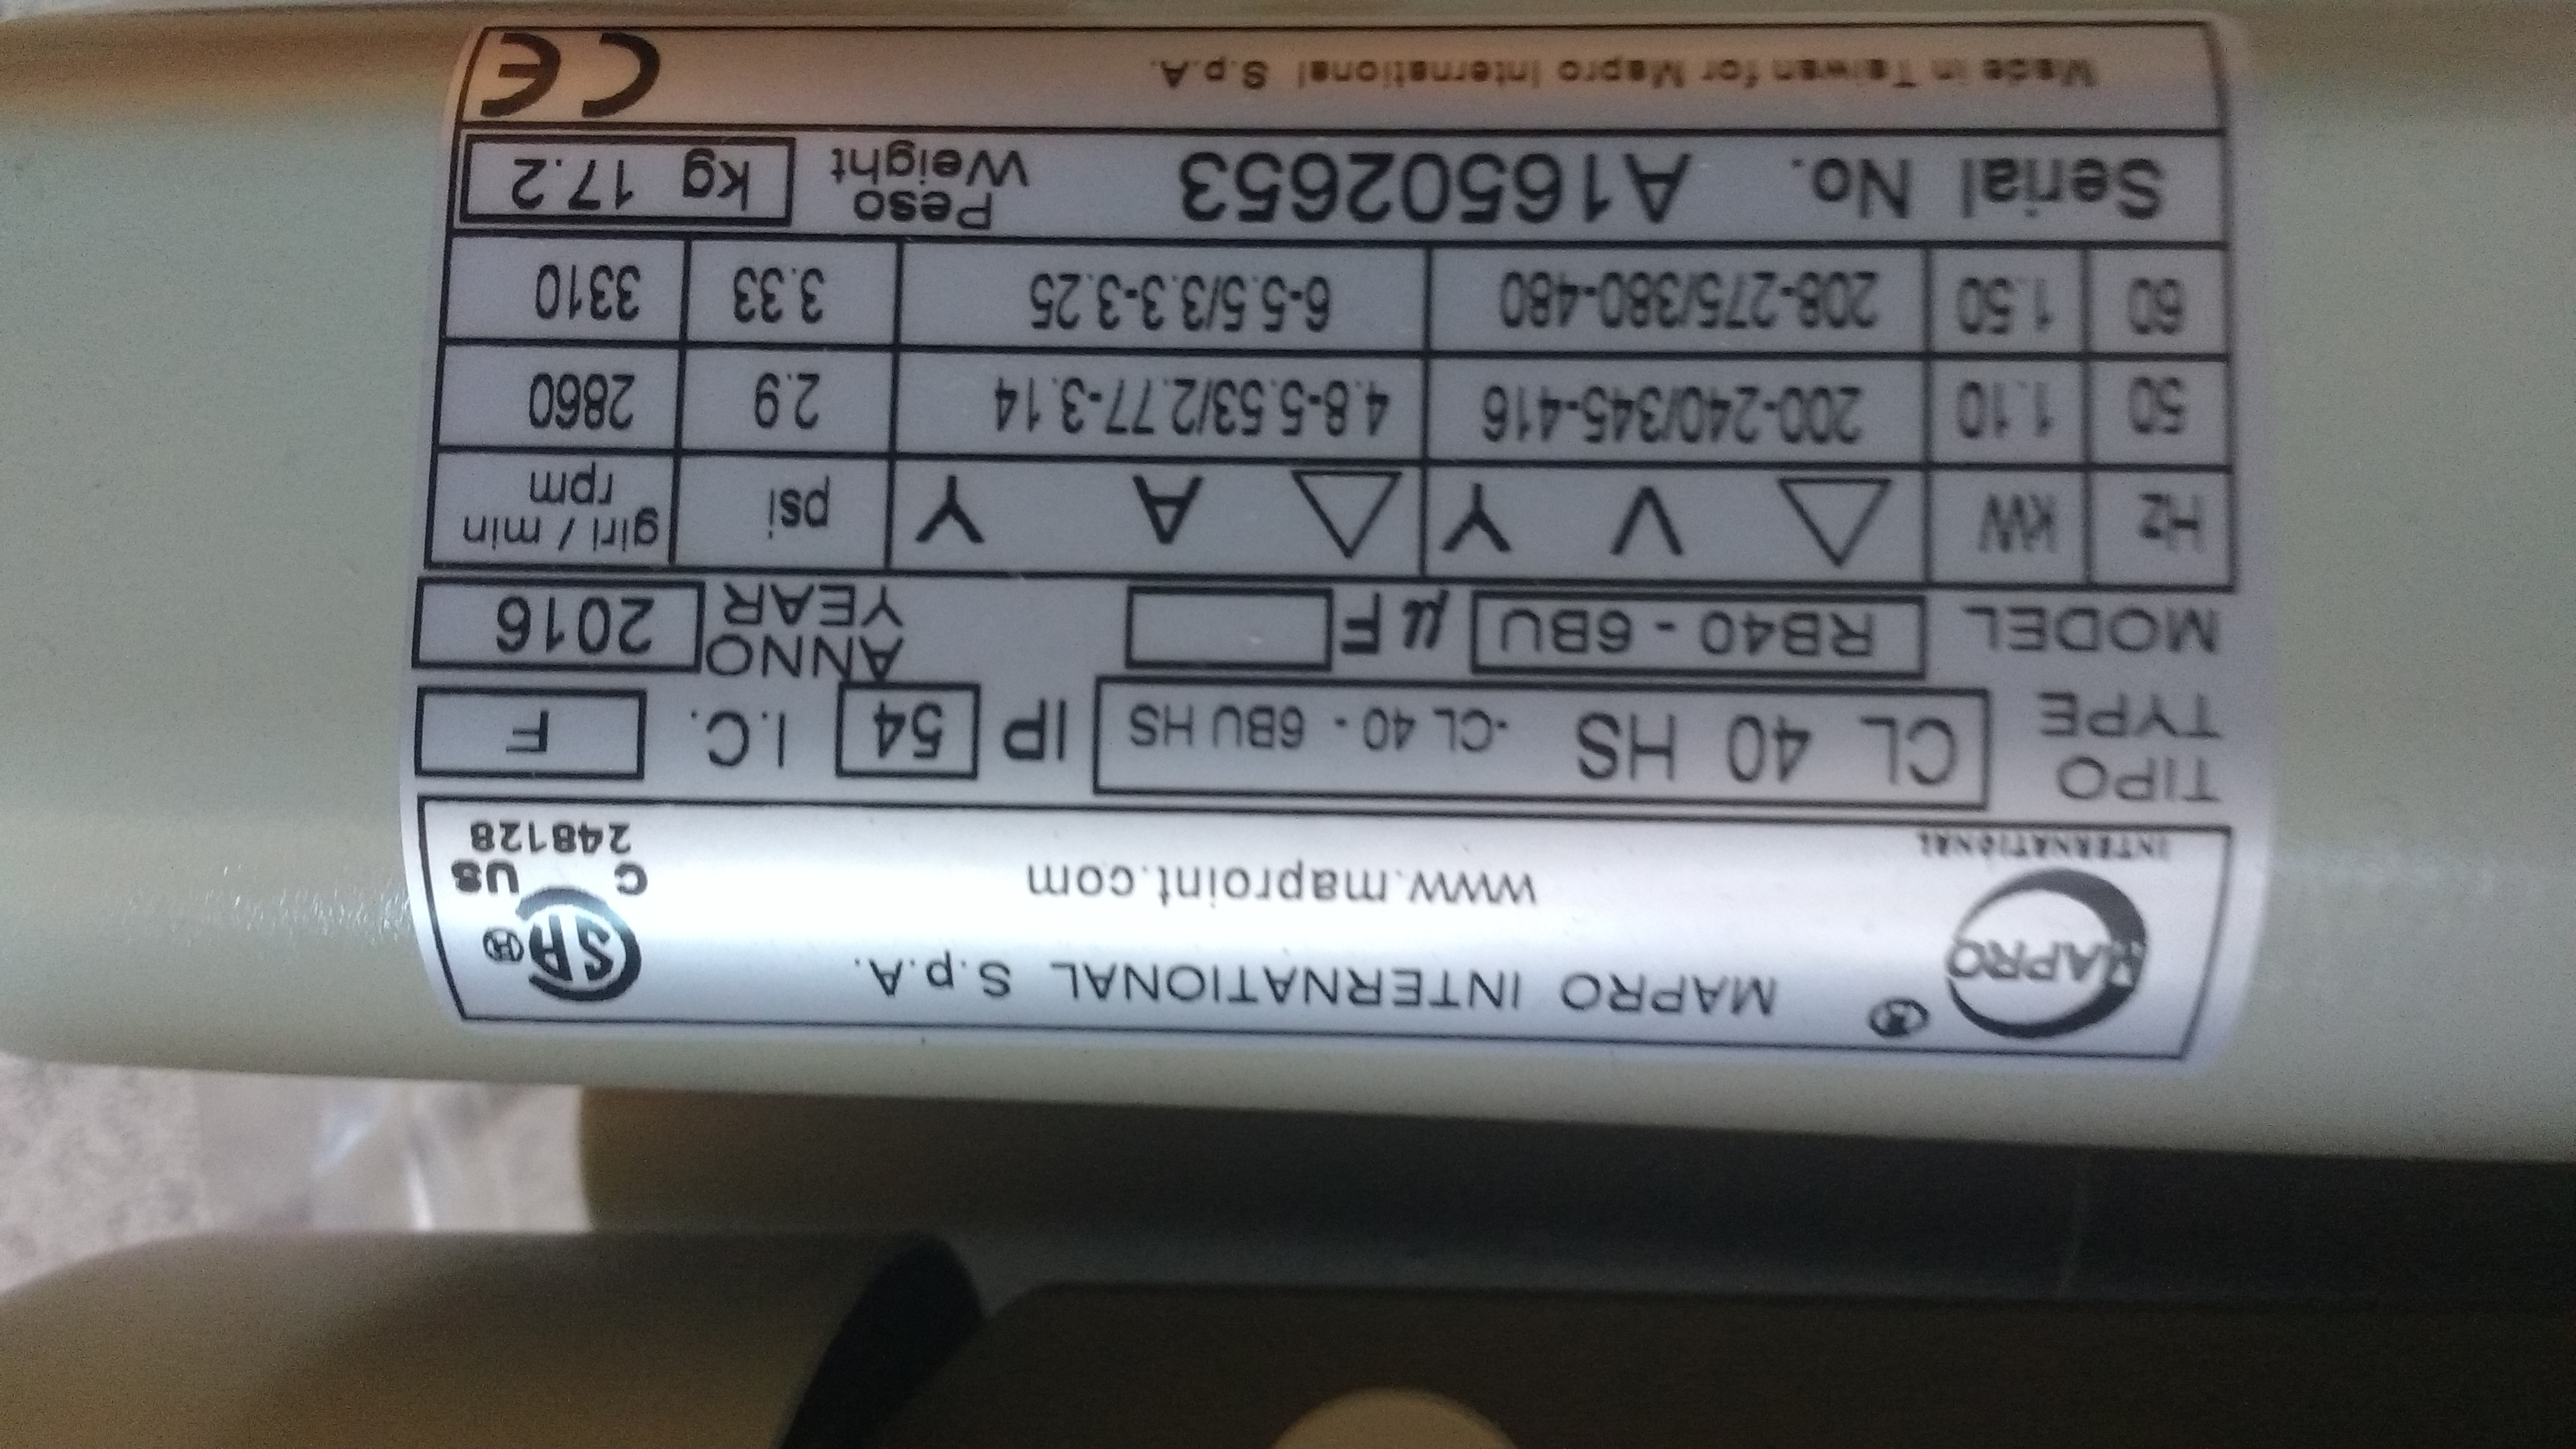 MAPRO ®
INTERNATIONAL
MAPRO INTERNATIONAL S.p.A.
www.maproint.com
SA ®
C US
248128
TIPO
TYPE
CL 40 HS -CL 40 - 6BU HS
IP 54 I.C. F
MODEL RB40 - 6BU µF
ANNO
YEAR
2016
Hz kW △ V Y △ A Y psi giri / min
rpm
50 1.10 200-240/345-416 4.8-5.53/2.77-3.14 2.9 2860
60 1.50 208-275/380-480 6-5.5/3.3-3.25 3.33 3310
Serial No. A16502653 Peso
Weight
kg 17.2
Made in Taiwan for Mapro International S.p.A.
CE